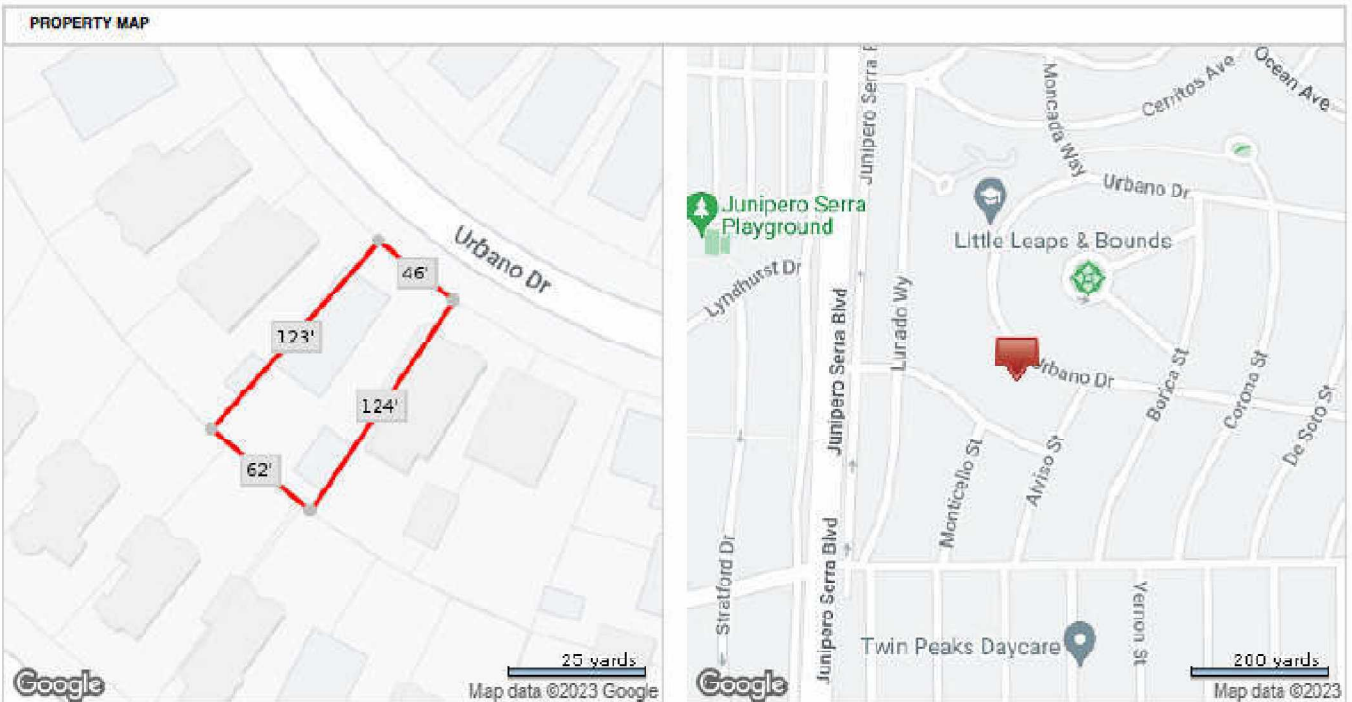 PROPERTY MAP
Urbano Dr
46'
123'
124'
62'
25 yards
Google
Map data ©2023 Google
Junipero Serra B
Moncada Way
Cerritos Ave
Ocean Ave
Urbano Dr
Junipero Serra
Playground
Little Leaps & Bounds
Lyndhurst Dr
Junipero Serra Blvd
Lunado Wy
Urbano Dr
Borica St
Corona St
De Soto St
Monticello St
Alviso St
Stratford Dr
Junipero Serra Blvd
Vernon St
Twin Peaks Daycare
200 yards
Google
Map data ©2023